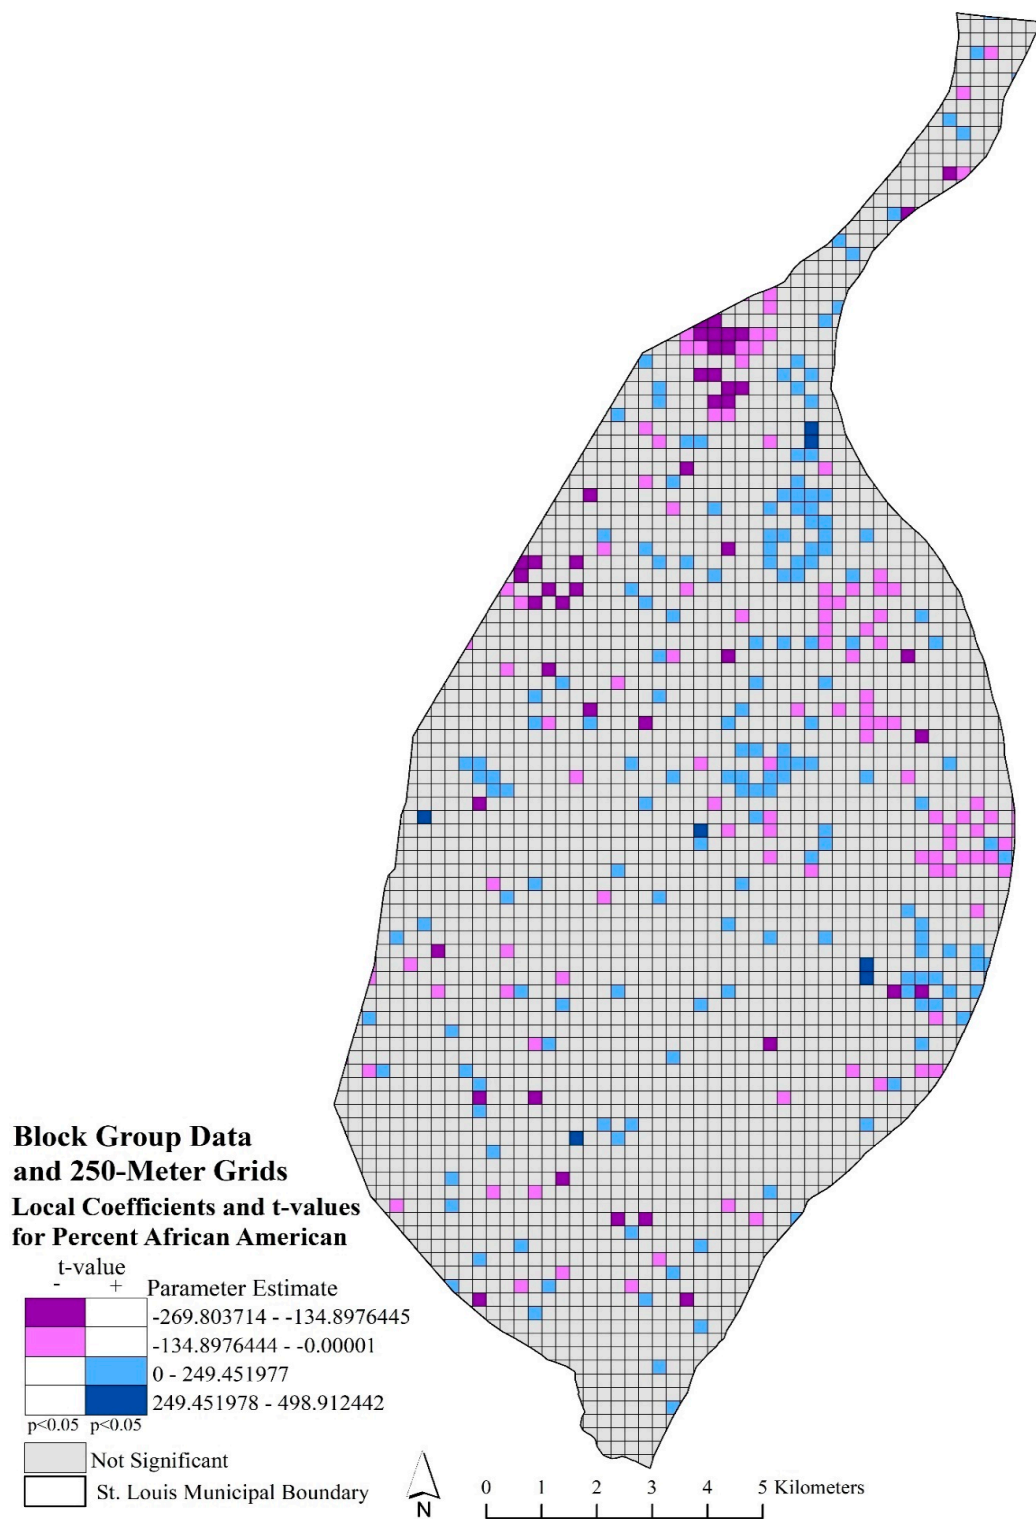 Block Group Data
and 250-Meter Grids
Local Coefficients and t-values
for Percent African American
t-value
- + Parameter Estimate
-269.803714 - -134.8976445
-134.8976444 - -0.00001
0 - 249.451977
249.451978 - 498.912442
p<0.05 p<0.05
Not Significant
St. Louis Municipal Boundary
N
0 1 2 3 4 5 Kilometers